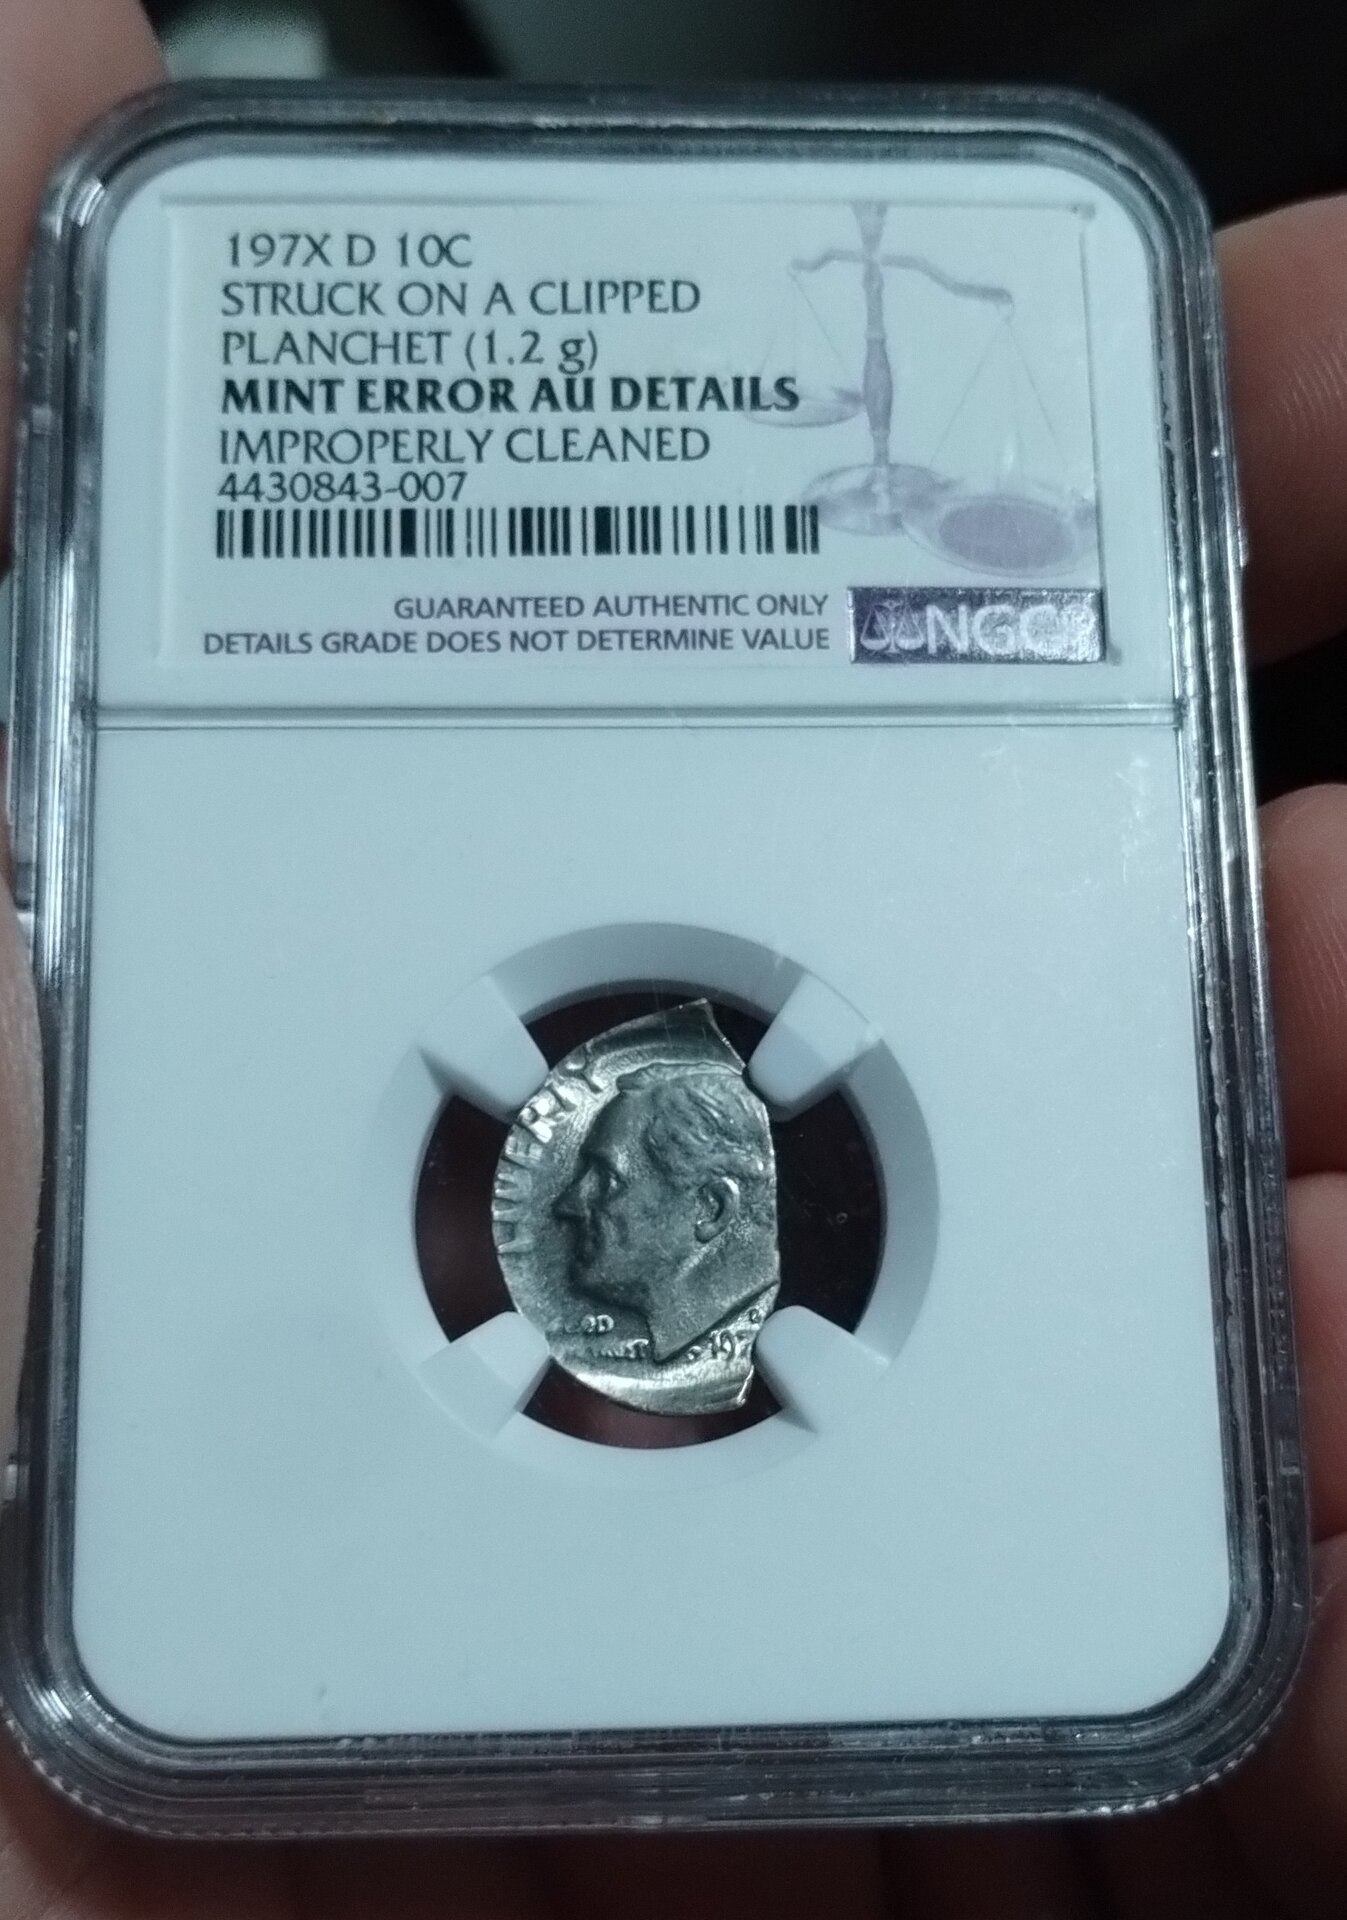 197X D 10C
STRUCK ON A CLIPPED
PLANCHET (1.2 g)
MINT ERROR AU DETAILS
IMPROPERLY CLEANED
4430843-007
GUARANTEED AUTHENTIC ONLY
DETAILS GRADE DOES NOT DETERMINE VALUE
NGC
LIBERTY